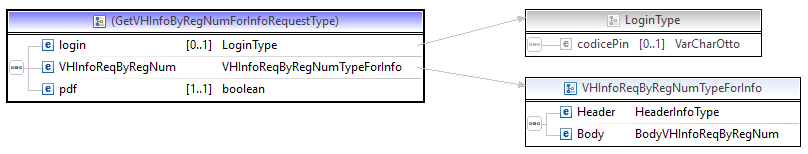 (GetVHInfoByRegNumForInfoRequestType)
login [0..1] LoginType
VHInfoReqByRegNum VHInfoReqByRegNumTypeForInfo
pdf [1..1] boolean
LoginType
codicePin [0..1] VarCharOtto
VHInfoReqByRegNumTypeForInfo
Header HeaderInfoType
Body BodyVHInfoReqByRegNum